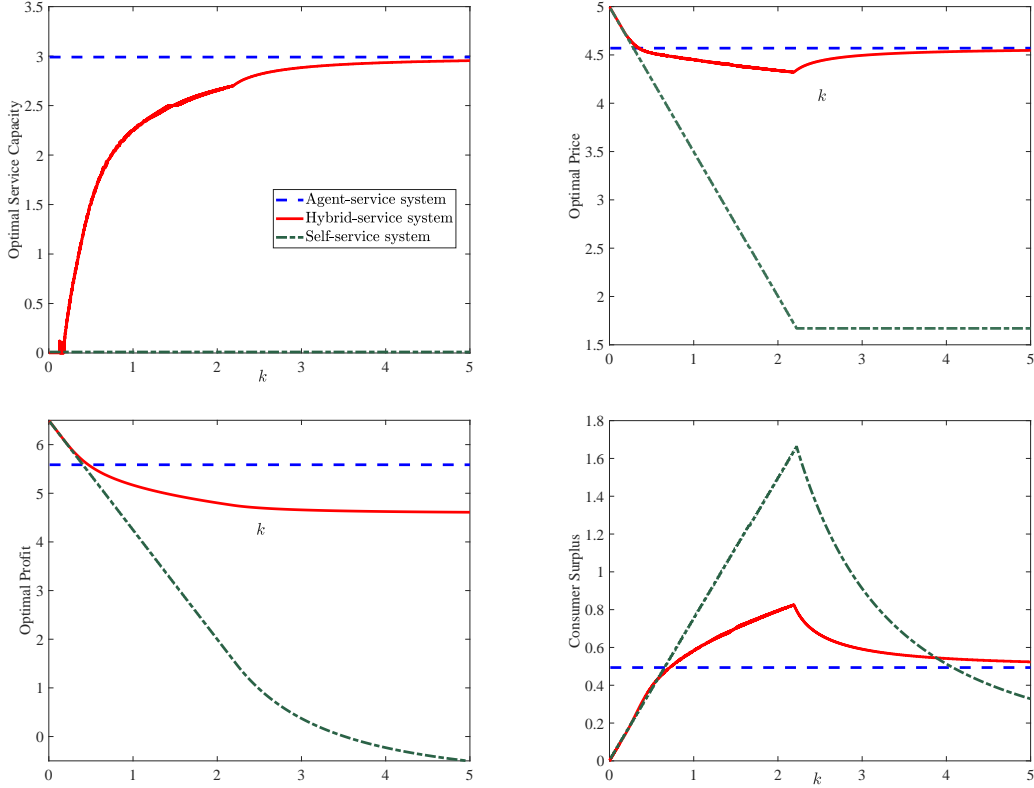 Optimal Service Capacity
3.5
3
2.5
2
1.5
1
0.5
0
0 1 2 3 4 5
k
Agent-service system
Hybrid-service system
Self-service system
Optimal Price
5
4.5
4
3.5
3
2.5
2
1.5
0 1 2 3 4 5
k
Optimal Profit
6
5
4
3
2
1
0
0 1 2 3 4 5
k
Consumer Surplus
1.8
1.6
1.4
1.2
1
0.8
0.6
0.4
0.2
0
0 1 2 3 4 5
k